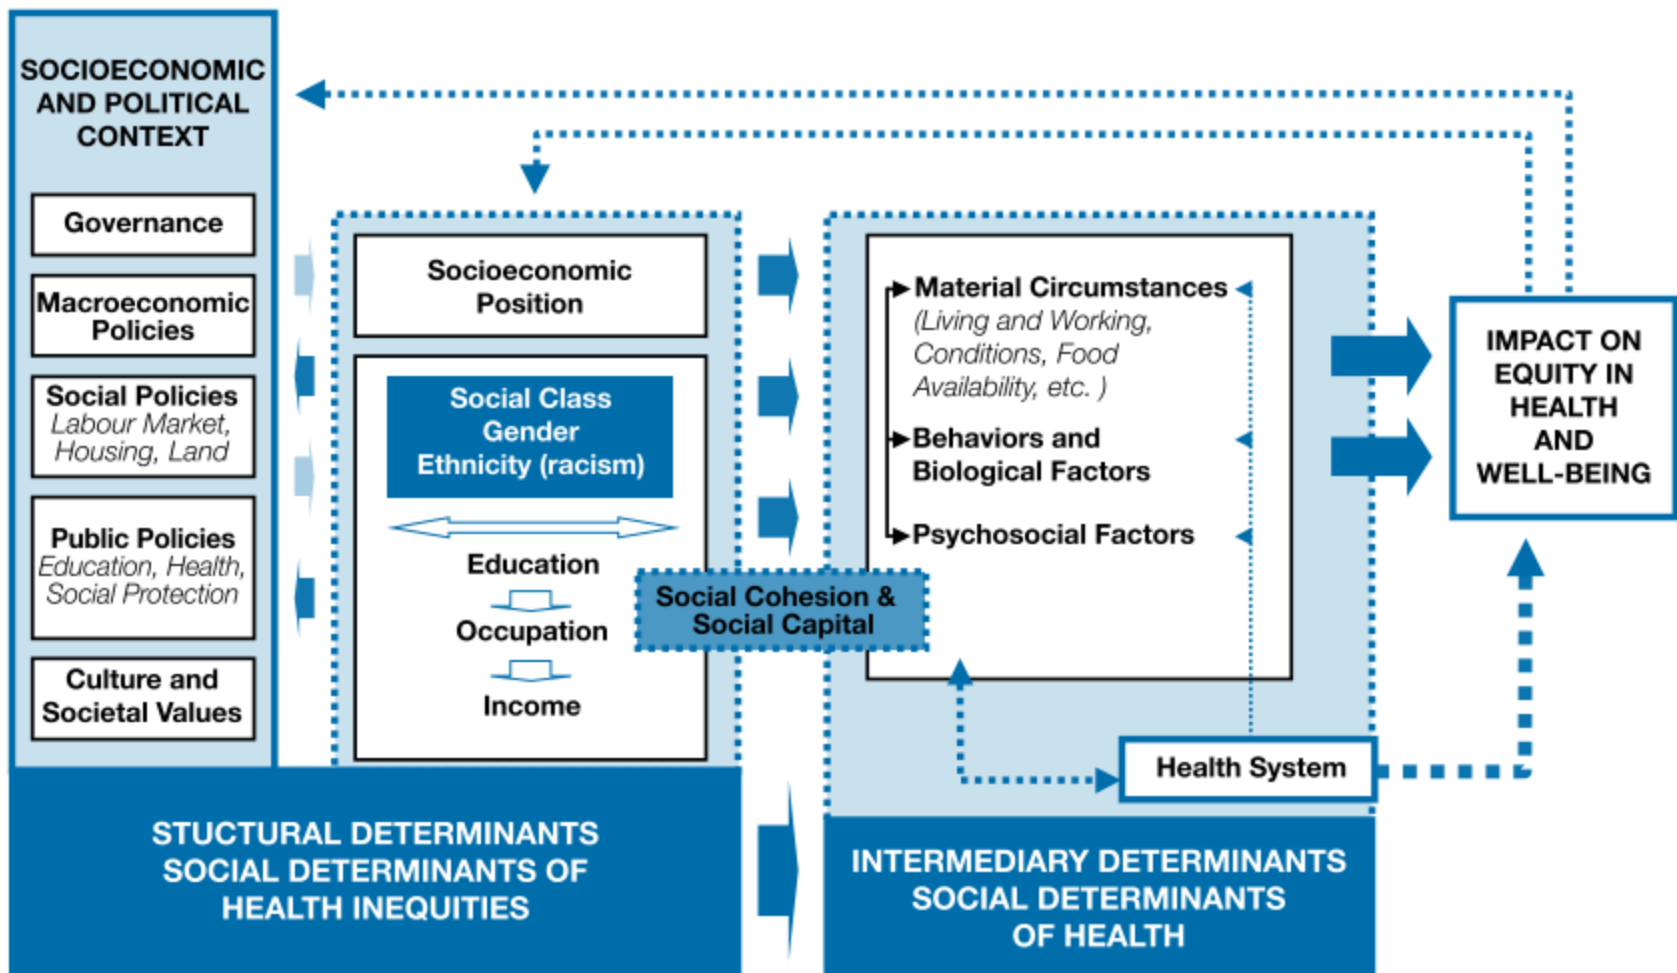 SOCIOECONOMIC
AND POLITICAL
CONTEXT
Governance
Macroeconomic
Policies
Social Policies
Labour Market,
Housing, Land
Public Policies
Education, Health,
Social Protection
Culture and
Societal Values
Socioeconomic
Position
Social Class
Gender
Ethnicity (racism)
Education
Occupation
Income
Social Cohesion &
Social Capital
Material Circumstances
(Living and Working,
Conditions, Food
Availability, etc. )
Behaviors and
Biological Factors
Psychosocial Factors
Health System
IMPACT ON
EQUITY IN
HEALTH
AND
WELL-BEING
STUCTURAL DETERMINANTS
SOCIAL DETERMINANTS OF
HEALTH INEQUITIES
INTERMEDIARY DETERMINANTS
SOCIAL DETERMINANTS
OF HEALTH